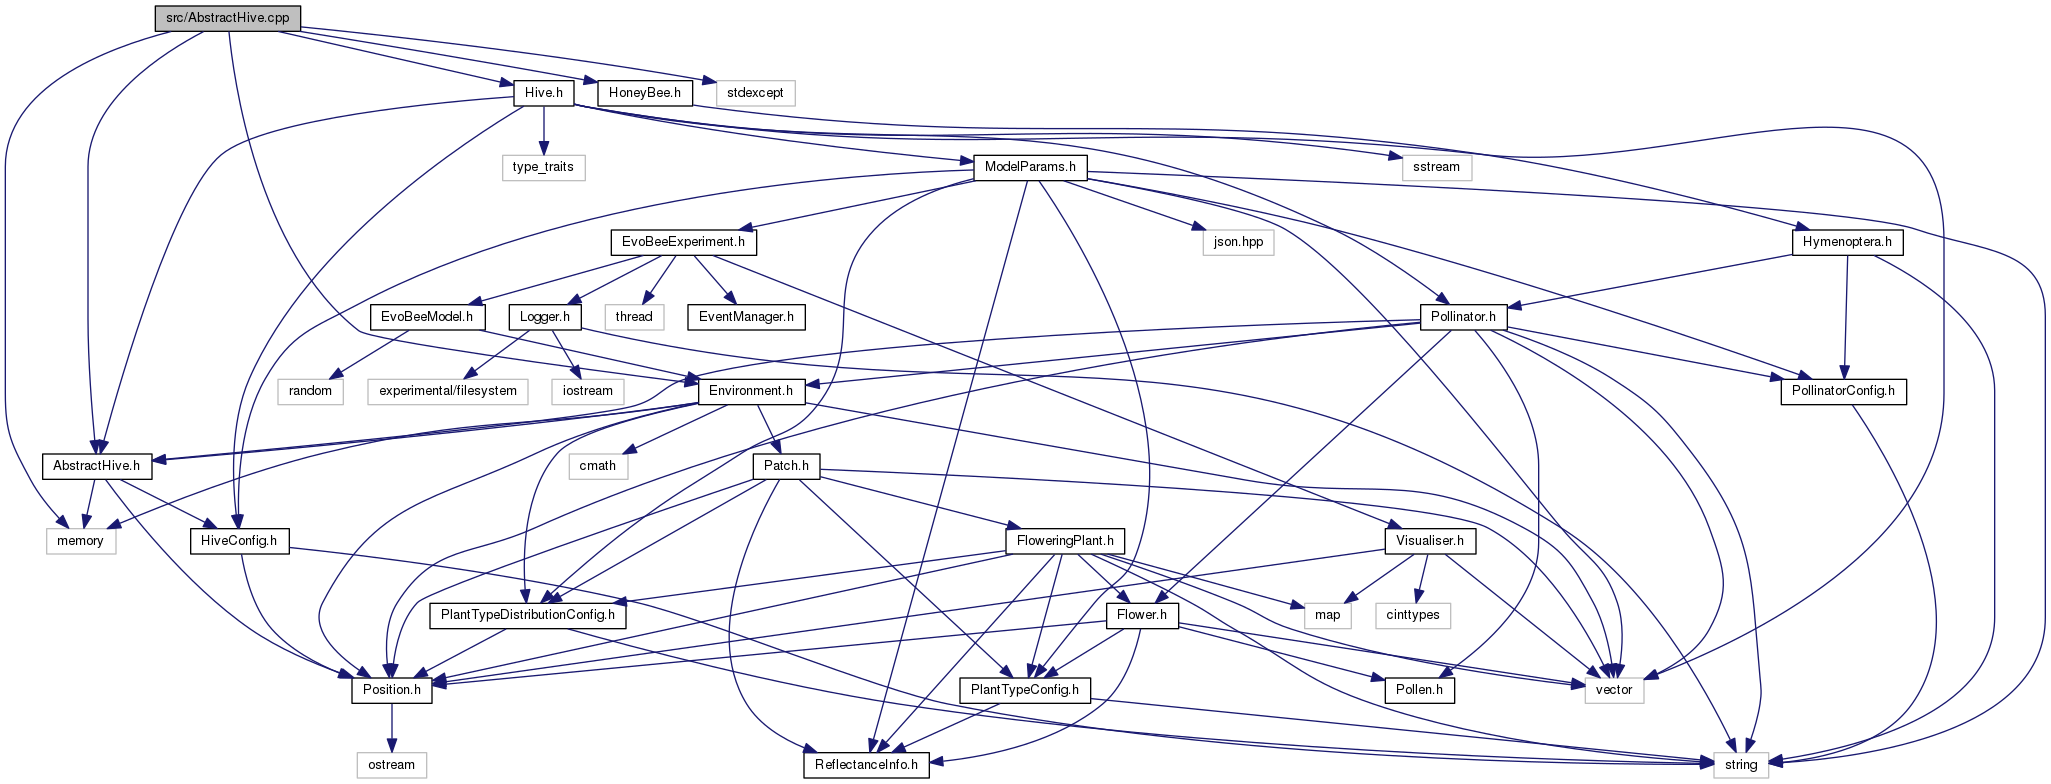 src/AbstractHive.cpp
Hive.h
HoneyBee.h
stdexcept
type_traits
ModelParams.h
sstream
EvoBeeExperiment.h
json.hpp
Hymenoptera.h
EvoBeeModel.h
Logger.h
thread
EventManager.h
Pollinator.h
random
experimental/filesystem
iostream
Environment.h
PollinatorConfig.h
AbstractHive.h
cmath
Patch.h
memory
HiveConfig.h
FloweringPlant.h
Visualiser.h
PlantTypeDistributionConfig.h
Flower.h
map
cinttypes
Position.h
PlantTypeConfig.h
Pollen.h
vector
ostream
ReflectanceInfo.h
string